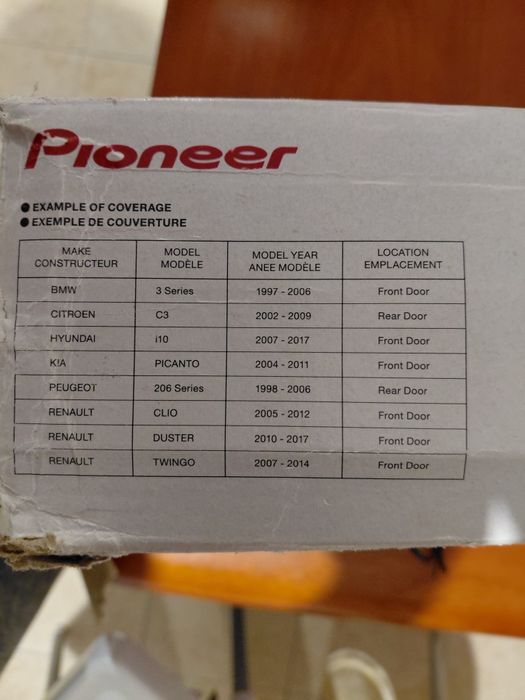 Pioneer
● EXAMPLE OF COVERAGE
● EXEMPLE DE COUVERTURE
MAKE CONSTRUCTEUR MODEL MODÈLE MODEL YEAR ANEE MODÈLE LOCATION EMPLACEMENT
BMW 3 Series 1997 - 2006 Front Door
CITROEN C3 2002 - 2009 Rear Door
HYUNDAI i10 2007 - 2017 Front Door
KIA PICANTO 2004 - 2011 Front Door
PEUGEOT 206 Series 1998 - 2006 Rear Door
RENAULT CLIO 2005 - 2012 Front Door
RENAULT DUSTER 2010 - 2017 Front Door
RENAULT TWINGO 2007 - 2014 Front Door